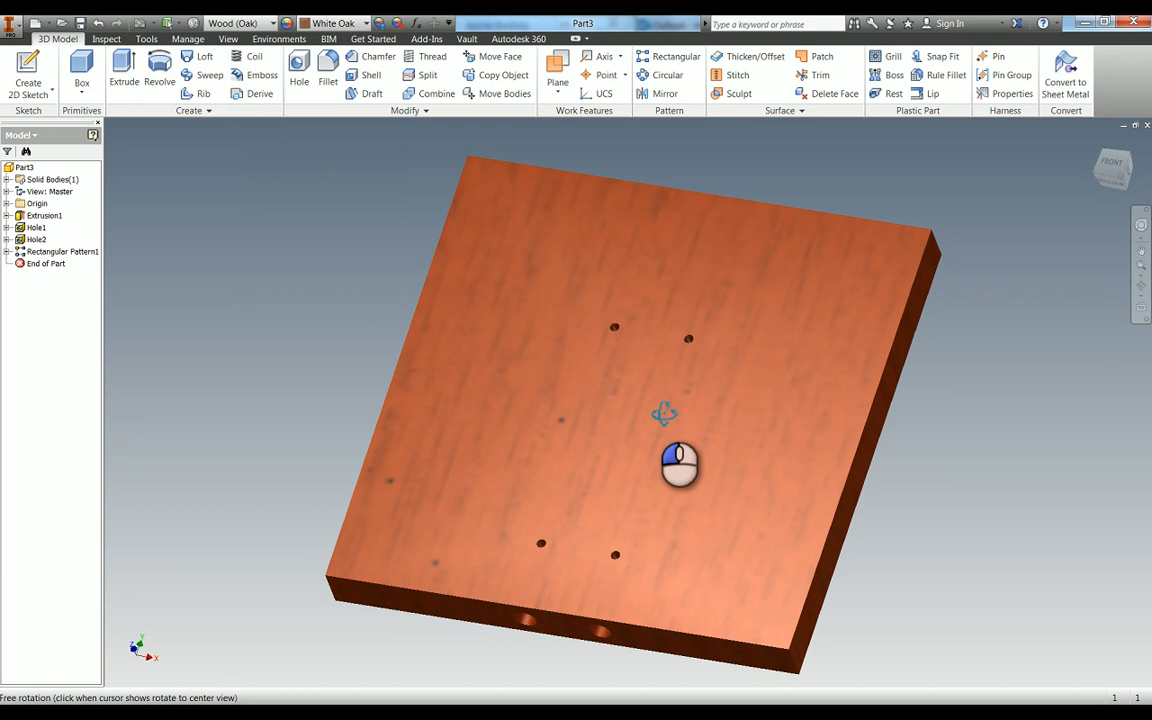 PRO
Wood (Oak)
White Oak
Part3
Type a keyword or phrase
Sign In
3D Model Inspect Tools Manage View Environments BIM Get Started Add-Ins Vault Autodesk 360
Create
2D Sketch
Sketch
Box
Primitives
Extrude
Revolve
Loft
Coil
Sweep
Emboss
Rib
Derive
Create
Hole
Fillet
Chamfer
Thread
Move Face
Shell
Split
Copy Object
Draft
Combine
Move Bodies
Modify
Plane
Axis
Point
UCS
Work Features
Rectangular
Circular
Mirror
Pattern
Thicken/Offset
Patch
Stitch
Trim
Sculpt
Delete Face
Surface
Grill
Snap Fit
Boss
Rule Fillet
Rest
Lip
Plastic Part
Pin
Pin Group
Properties
Harness
Convert to
Sheet Metal
Convert
Model
Part3
Solid Bodies(1)
View: Master
Origin
Extrusion1
Hole1
Hole2
Rectangular Pattern1
End of Part
FRONT
Y
Z
X
Free rotation (click when cursor shows rotate to center view)
1 1